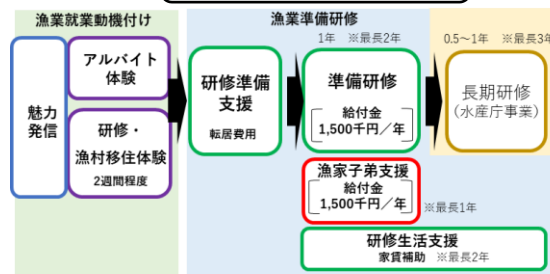 漁業就業動機付け
漁業準備研修
1年 ※最長2年
0.5～1年 ※最長3年
魅力
発信
アルバイト
体験
研修・
漁村移住体験
2週間程度
研修準備
支援
転居費用
準備研修
給付金
1,500千円／年
長期研修
(水産庁事業)
漁家子弟支援
給付金
1,500千円／年
※最長1年
研修生活支援
家賃補助 ※最長2年